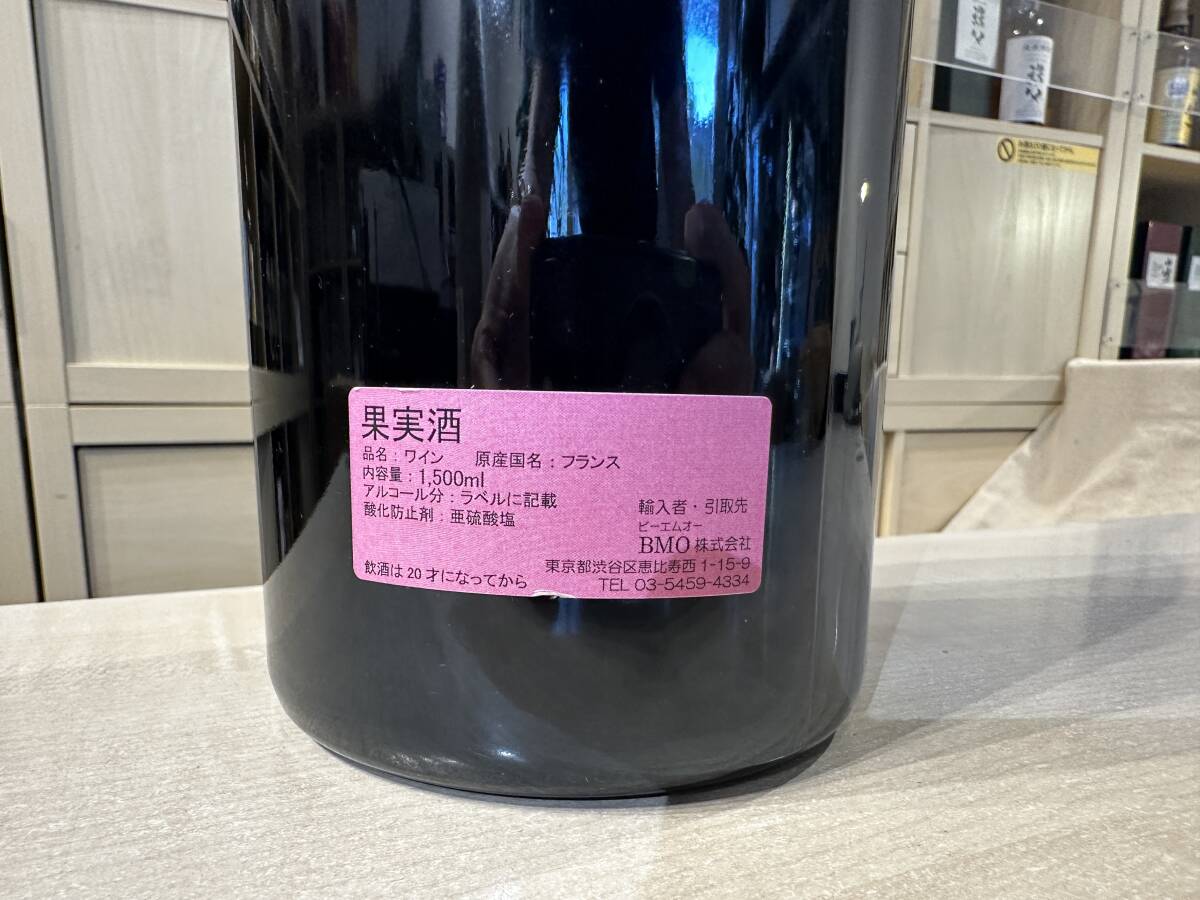 果実酒
品名：ワイン　原産国名：フランス
内容量：1,500ml
アルコール分：ラベルに記載
酸化防止剤：亜硫酸塩
輸入者・引取先
ビーエムオー
BMO株式会社
東京都渋谷区恵比寿西1-15-9
飲酒は20才になってから
TEL 03-5459-4334